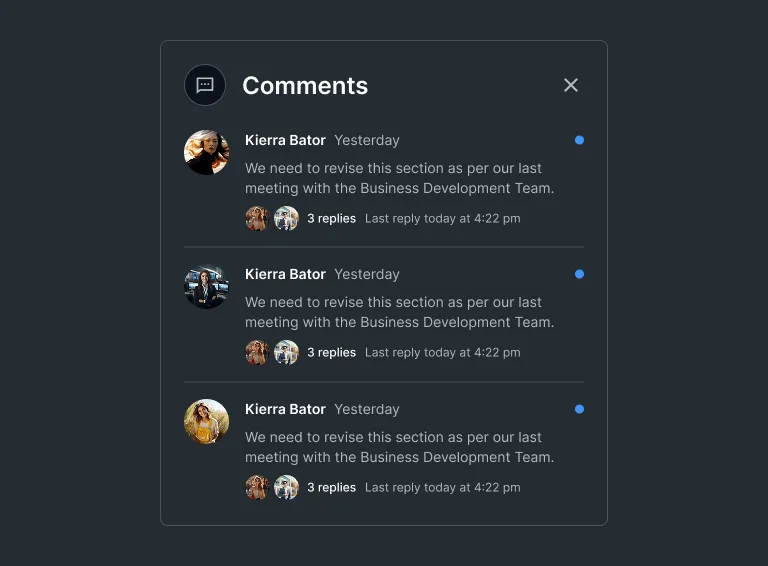 Comments
Kierra Bator Yesterday
We need to revise this section as per our last
meeting with the Business Development Team.
3 replies Last reply today at 4:22 pm
Kierra Bator Yesterday
We need to revise this section as per our last
meeting with the Business Development Team.
3 replies Last reply today at 4:22 pm
Kierra Bator Yesterday
We need to revise this section as per our last
meeting with the Business Development Team.
3 replies Last reply today at 4:22 pm